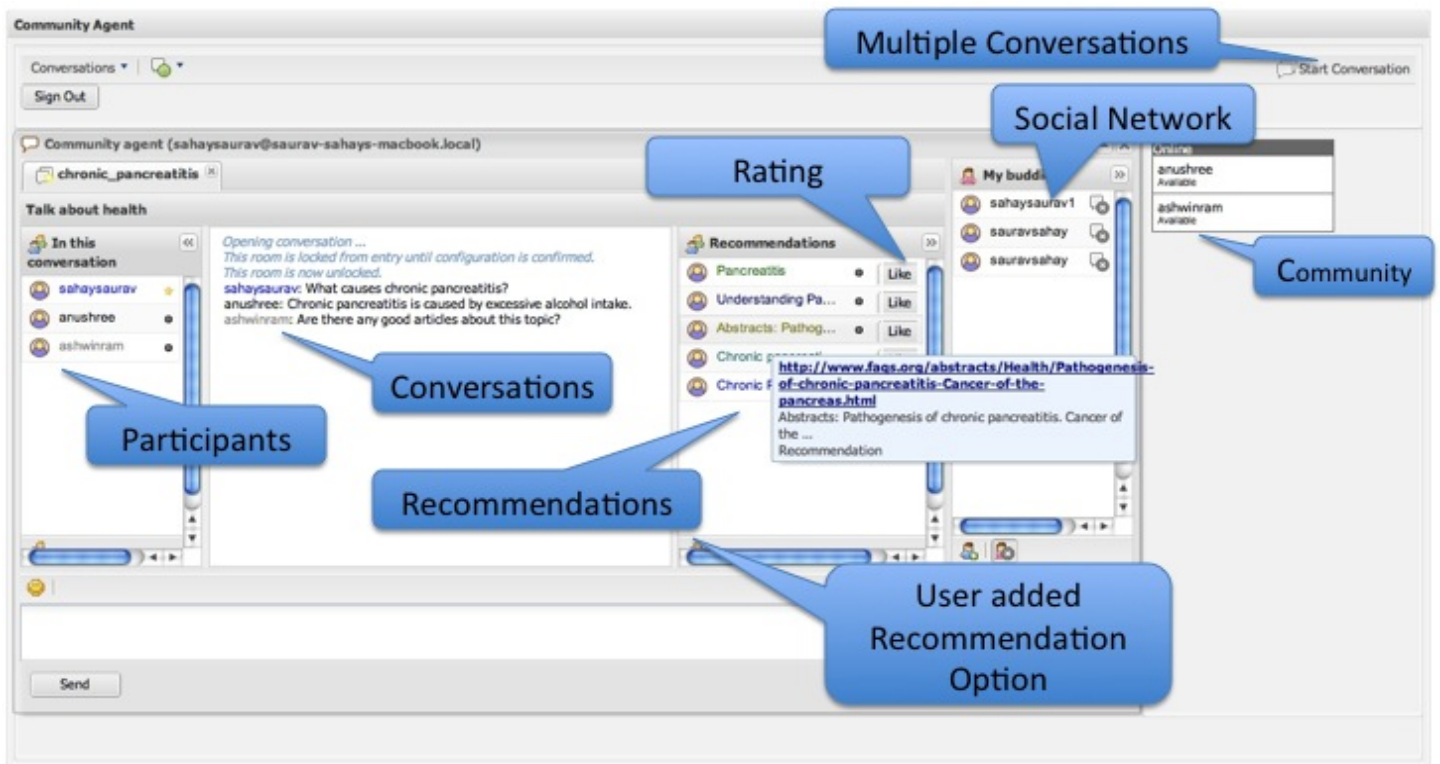 Community Agent
Multiple Conversations
Conversations
Start Conversation
Sign Out
Social Network
Community agent (sahaysaurav@saurav-sahays-macbook.local)
Online
anushree
Available
ashwinram
Available
Community
chronic_pancreatitis
Rating
My buddi
Talk about health
In this
conversation
sahaysaurav
anushree
ashwinram
Participants
Opening conversation ...
This room is locked from entry until configuration is confirmed.
This room is now unlocked.
sahaysaurav: What causes chronic pancreatitis?
anushree: Chronic pancreatitis is caused by excessive alcohol intake.
ashwinram: Are there any good articles about this topic?
Conversations
Recommendations
Pancreatitis Like
Understanding Pa... Like
Abstracts: Pathog... Like
Chronic
Chronic
http://www.faqs.org/abstracts/Health/Pathogenesis-
of-chronic-pancreatitis-Cancer-of-the-
pancreas.html
Abstracts: Pathogenesis of chronic pancreatitis. Cancer of
the ...
Recommendation
Recommendations
sahaysaurav1
sauravsahay
sauravsahay
User added
Recommendation
Option
Send